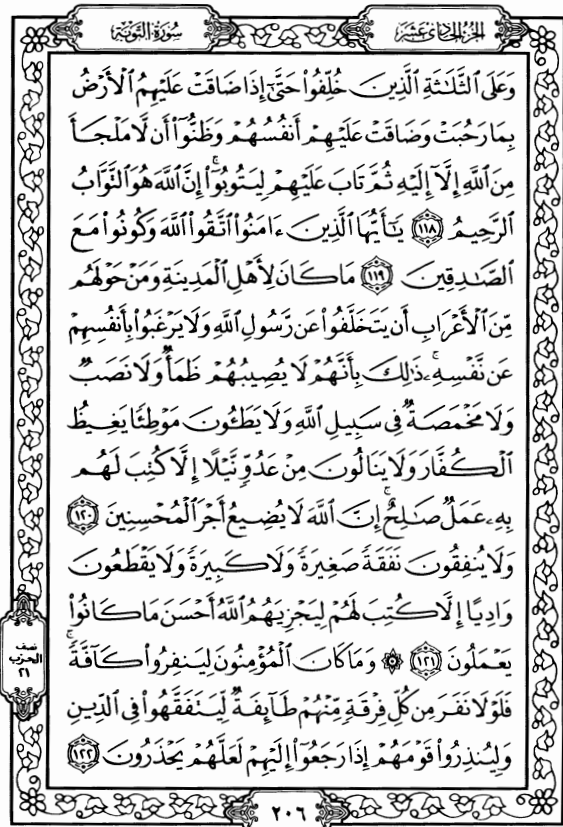 الجزء الحادى عشر
سورة التوبة
وَعَلَى ٱلثَّلَٰثَةِ ٱلَّذِينَ خُلِّفُوا۟ حَتَّىٰٓ إِذَا ضَاقَتْ عَلَيْهِمُ ٱلْأَرْضُ
بِمَا رَحُبَتْ وَضَاقَتْ عَلَيْهِمْ أَنفُسُهُمْ وَظَنُّوٓا۟ أَن لَّا مَلْجَأَ
مِنَ ٱللَّهِ إِلَّآ إِلَيْهِ ثُمَّ تَابَ عَلَيْهِمْ لِيَتُوبُوٓا۟ۚ إِنَّ ٱللَّهَ هُوَ ٱلتَّوَّابُ
ٱلرَّحِيمُ ١١٨ يَٰٓأَيُّهَا ٱلَّذِينَ ءَامَنُوا۟ ٱتَّقُوا۟ ٱللَّهَ وَكُونُوا۟ مَعَ
ٱلصَّٰدِقِينَ ١١٩ مَا كَانَ لِأَهْلِ ٱلْمَدِينَةِ وَمَنْ حَوْلَهُم
مِّنَ ٱلْأَعْرَابِ أَن يَتَخَلَّفُوا۟ عَن رَّسُولِ ٱللَّهِ وَلَا يَرْغَبُوا۟ بِأَنفُسِهِمْ
عَن نَّفْسِهِۦۚ ذَٰلِكَ بِأَنَّهُمْ لَا يُصِيبُهُمْ ظَمَأٌ وَلَا نَصَبٌ
وَلَا مَخْمَصَةٌ فِى سَبِيلِ ٱللَّهِ وَلَا يَطَـُٔونَ مَوْطِئًا يَغِيظُ
ٱلْكُفَّارَ وَلَا يَنَالُونَ مِنْ عَدُوٍّ نَّيْلًا إِلَّا كُتِبَ لَهُم
بِهِۦ عَمَلٌ صَٰلِحٌۚ إِنَّ ٱللَّهَ لَا يُضِيعُ أَجْرَ ٱلْمُحْسِنِينَ ١٢٠
وَلَا يُنفِقُونَ نَفَقَةً صَغِيرَةً وَلَا كَبِيرَةً وَلَا يَقْطَعُونَ
وَادِيًا إِلَّا كُتِبَ لَهُمْ لِيَجْزِيَهُمُ ٱللَّهُ أَحْسَنَ مَا كَانُوا۟
يَعْمَلُونَ ١٢١ ۞ وَمَا كَانَ ٱلْمُؤْمِنُونَ لِيَنفِرُوا۟ كَآفَّةًۚ
فَلَوْلَا نَفَرَ مِن كُلِّ فِرْقَةٍ مِّنْهُمْ طَآئِفَةٌ لِّيَتَفَقَّهُوا۟ فِى ٱلدِّينِ
وَلِيُنذِرُوا۟ قَوْمَهُمْ إِذَا رَجَعُوٓا۟ إِلَيْهِمْ لَعَلَّهُمْ يَحْذَرُونَ ١٢٢
نصف
الحزب
٢١
٢٠٦